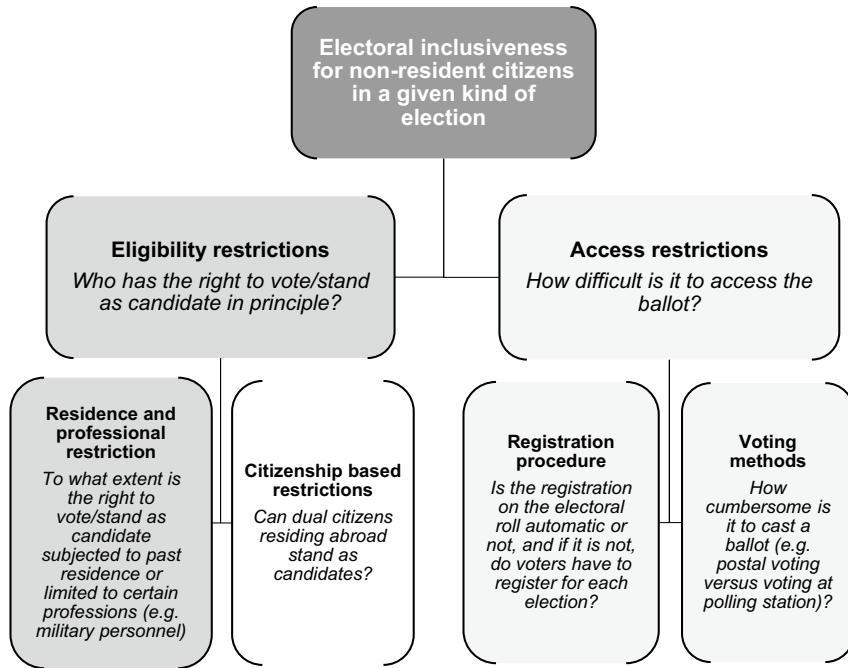 Electoral inclusiveness
for non-resident citizens
in a given kind of
election
Eligibility restrictions
Who has the right to vote/stand
as candidate in principle?
Access restrictions
How difficult is it to access the
ballot?
Residence and
professional
restriction
To what extent is
the right to
vote/stand as
candidate
subjected to past
residence or
limited to certain
professions (e.g.
military personnel)
Citizenship based
restrictions
Can dual citizens
residing abroad
stand as
candidates?
Registration
procedure
Is the registration
on the electoral
roll automatic or
not, and if it is not,
do voters have to
register for each
election?
Voting
methods
How
cumbersome is
it to cast a
ballot (e.g.
postal voting
versus voting at
polling station)?